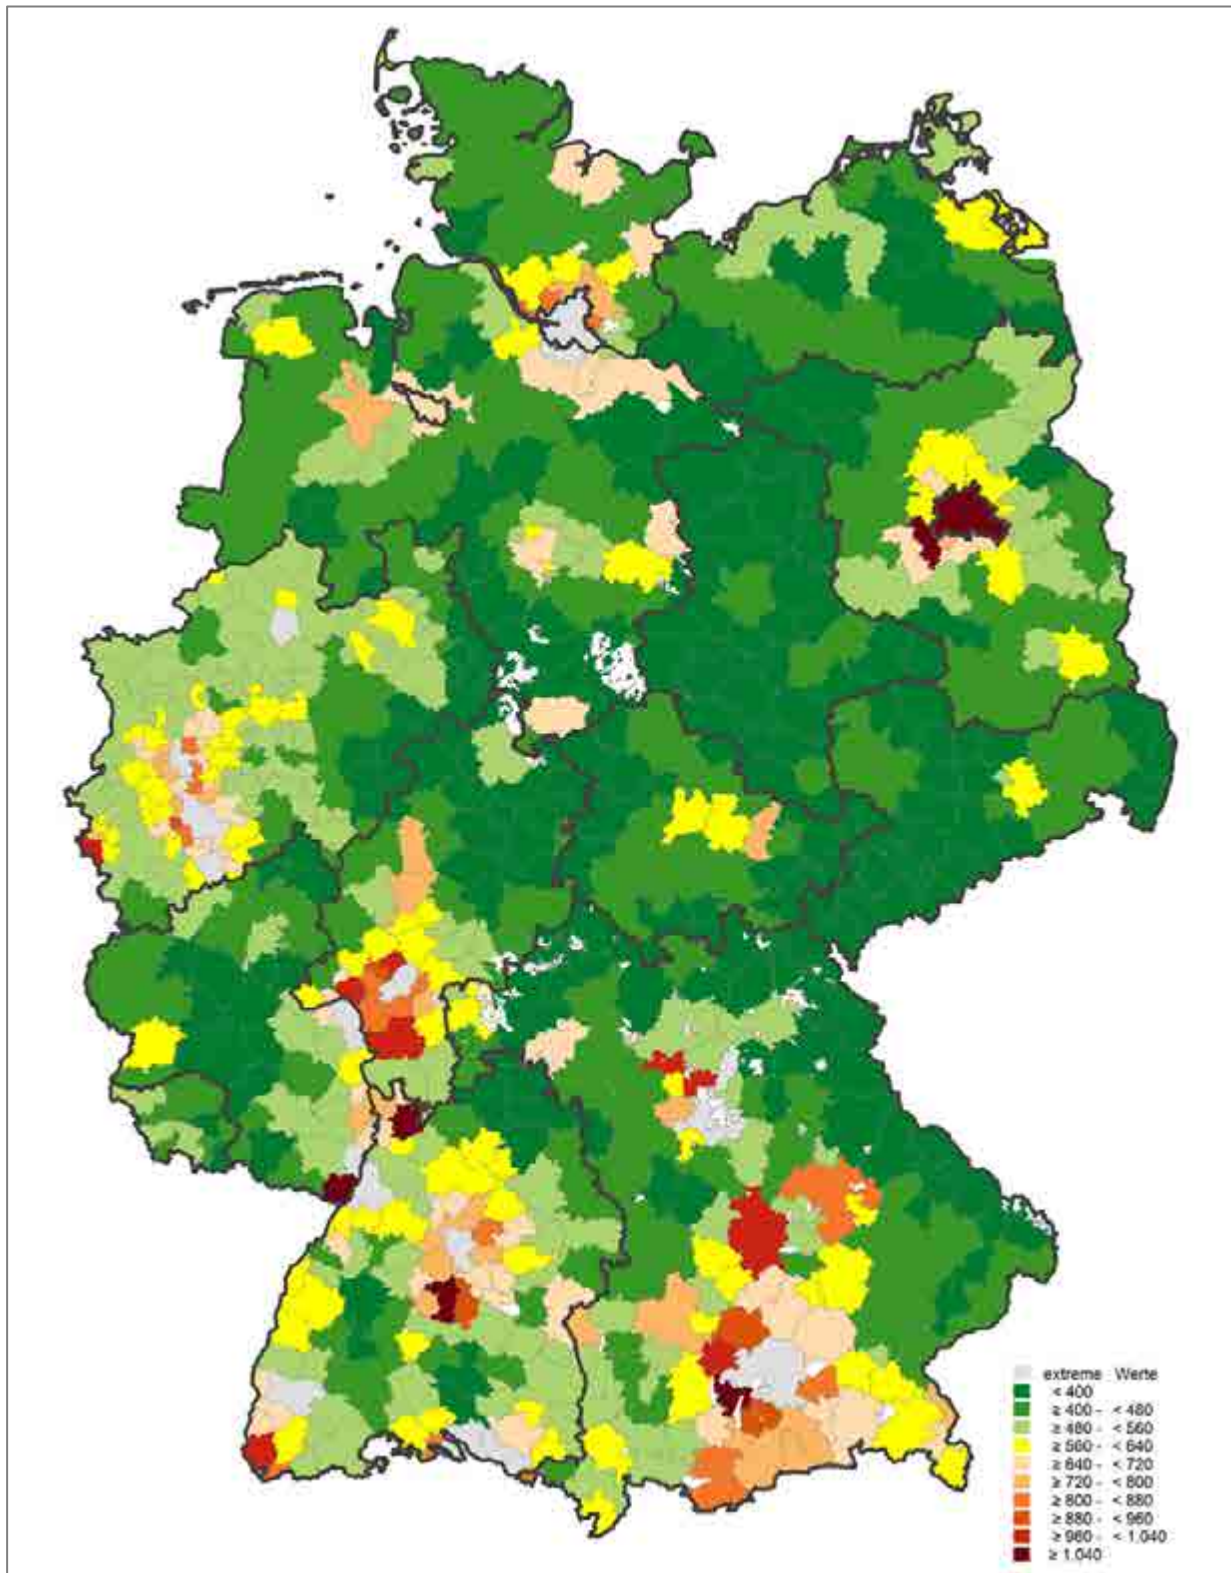 extreme Werte
< 400
≥ 400 - < 480
≥ 480 - < 560
≥ 560 - < 640
≥ 640 - < 720
≥ 720 - < 800
≥ 800 - < 880
≥ 880 - < 960
≥ 960 - < 1.040
≥ 1.040